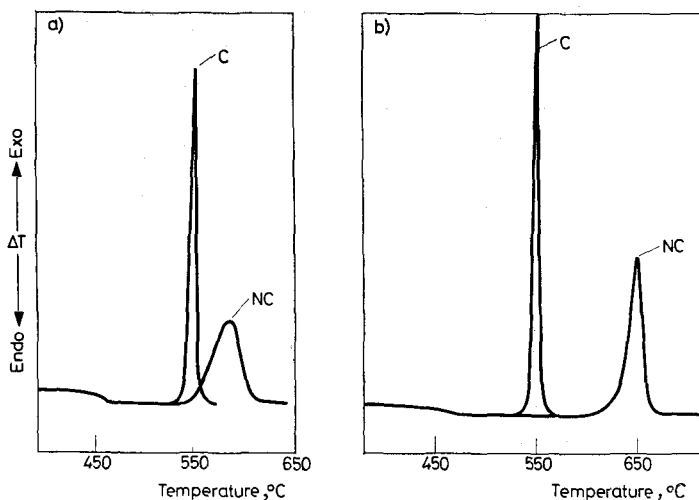 a)
C
NC
Endo ← ΔT → Exo
450 550 650
Temperature, °C
b)
C
NC
450 550 650
Temperature, °C